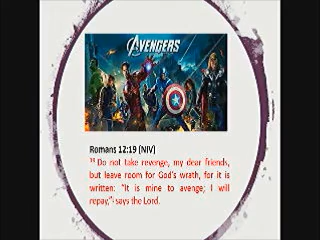 AVENGERS
Romans 12:19 (NIV)
19 Do not take revenge, my dear friends,
but leave room for God's wrath, for it is
written: "It is mine to avenge; I will
repay," says the Lord.